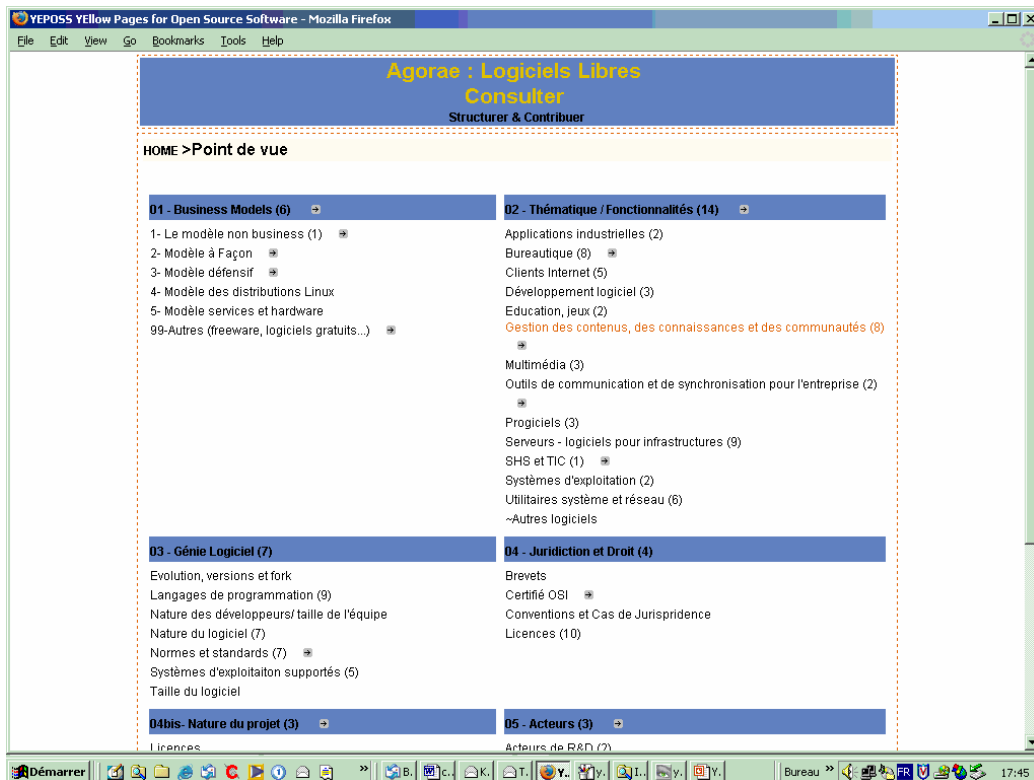 YEPOSS YEllow Pages for Open Source Software - Mozilla Firefox
File Edit View Go Bookmarks Tools Help
Agorae : Logiciels Libres
Consulter
Structurer & Contribuer
HOME >Point de vue
01 - Business Models (6)
1- Le modèle non business (1)
2- Modèle à Façon
3- Modèle défensif
4- Modèle des distributions Linux
5- Modèle services et hardware
99-Autres (freeware, logiciels gratuits...)
02 - Thématique / Fonctionnalités (14)
Applications industrielles (2)
Bureautique (8)
Clients Internet (5)
Développement logiciel (3)
Education, jeux (2)
Gestion des contenus, des connaissances et des communautés (8)
Multimédia (3)
Outils de communication et de synchronisation pour l'entreprise (2)
Progiciels (3)
Serveurs - logiciels pour infrastructures (9)
SHS et TIC (1)
Systèmes d'exploitation (2)
Utilitaires système et réseau (6)
~Autres logiciels
03 - Génie Logiciel (7)
Evolution, versions et fork
Langages de programmation (9)
Nature des développeurs/ taille de l'équipe
Nature du logiciel (7)
Normes et standards (7)
Systèmes d'exploitaiton supportés (5)
Taille du logiciel
04 - Juridiction et Droit (4)
Brevets
Certifié OSI
Conventions et Cas de Jurispridence
Licences (10)
04bis- Nature du projet (3)
Licences
05 - Acteurs (3)
Acteurs de R&D (2)
Démarrer » B. c.. K. T. Y.. y. I.. y. Y. Bureau » FR 17:45